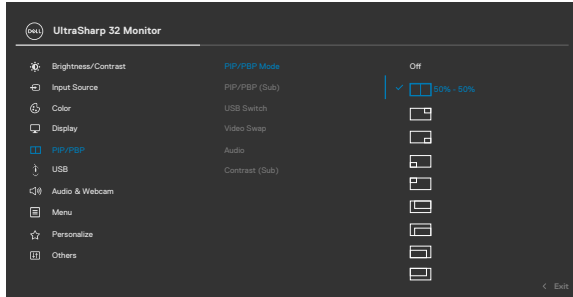 DELL UltraSharp 32 Monitor
Brightness/Contrast
Input Source
Color
Display
PIP/PBP
USB
Audio & Webcam
Menu
Personalize
Others
PIP/PBP Mode
PIP/PBP (Sub)
USB Switch
Video Swap
Audio
Contrast (Sub)
Off
50% - 50%
< Exit